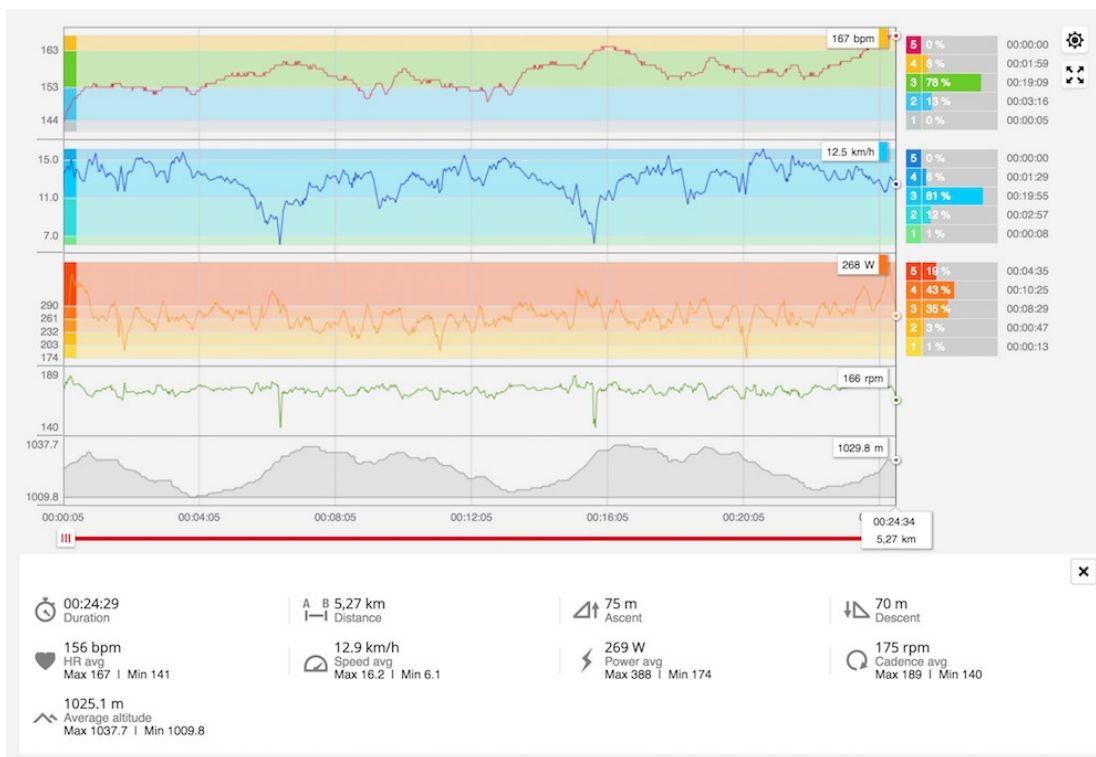 163
153
144
167 bpm
5 0 % 00:00:00
4 8 % 00:01:59
3 78 % 00:19:09
2 13 % 00:03:16
1 0 % 00:00:05
15.0
11.0
7.0
12.5 km/h
5 0 % 00:00:00
4 6 % 00:01:29
3 81 % 00:19:55
2 12 % 00:02:57
1 1 % 00:00:08
290
261
232
203
174
268 W
5 19 % 00:04:35
4 43 % 00:10:25
3 35 % 00:08:29
2 3 % 00:00:47
1 1 % 00:00:13
189
140
166 rpm
1037.7
1009.8
1029.8 m
00:00:05 00:04:05 00:08:05 00:12:05 00:16:05 00:20:05
00:24:34
5,27 km
00:24:29
Duration
A B 5,27 km
Distance
75 m
Ascent
70 m
Descent
156 bpm
HR avg
Max 167 | Min 141
12.9 km/h
Speed avg
Max 16.2 | Min 6.1
269 W
Power avg
Max 388 | Min 174
175 rpm
Cadence avg
Max 189 | Min 140
1025.1 m
Average altitude
Max 1037.7 | Min 1009.8